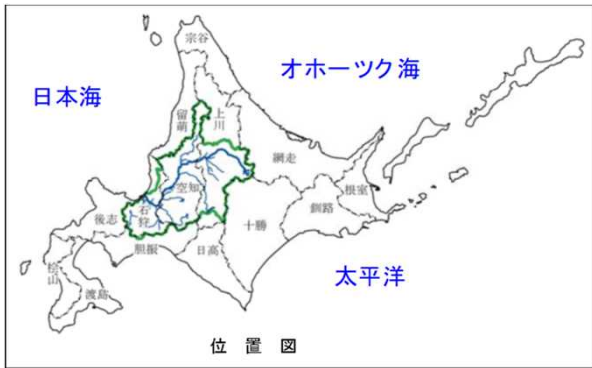 宗谷
オホーツク海
日本海
留萌
上川
網走
空知
根室
石狩
釧路
後志
十勝
胆振
日高
檜山
太平洋
渡島
位置図